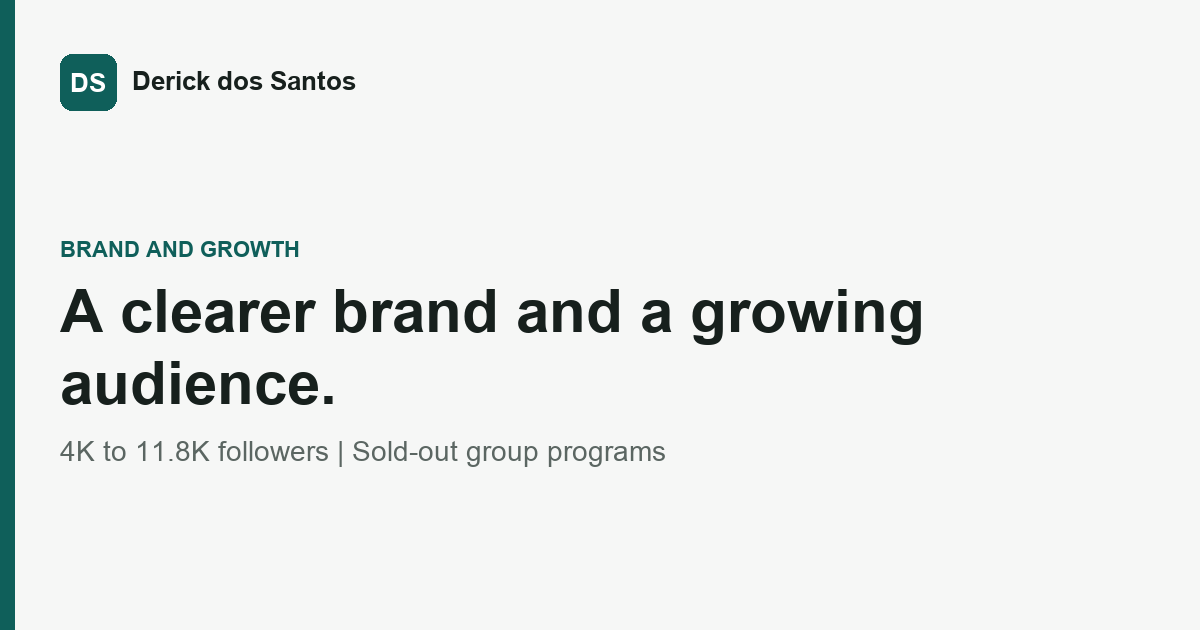 DS
Derick dos Santos
BRAND AND GROWTH
A clearer brand and a growing
audience.
4K to 11.8K followers | Sold-out group programs